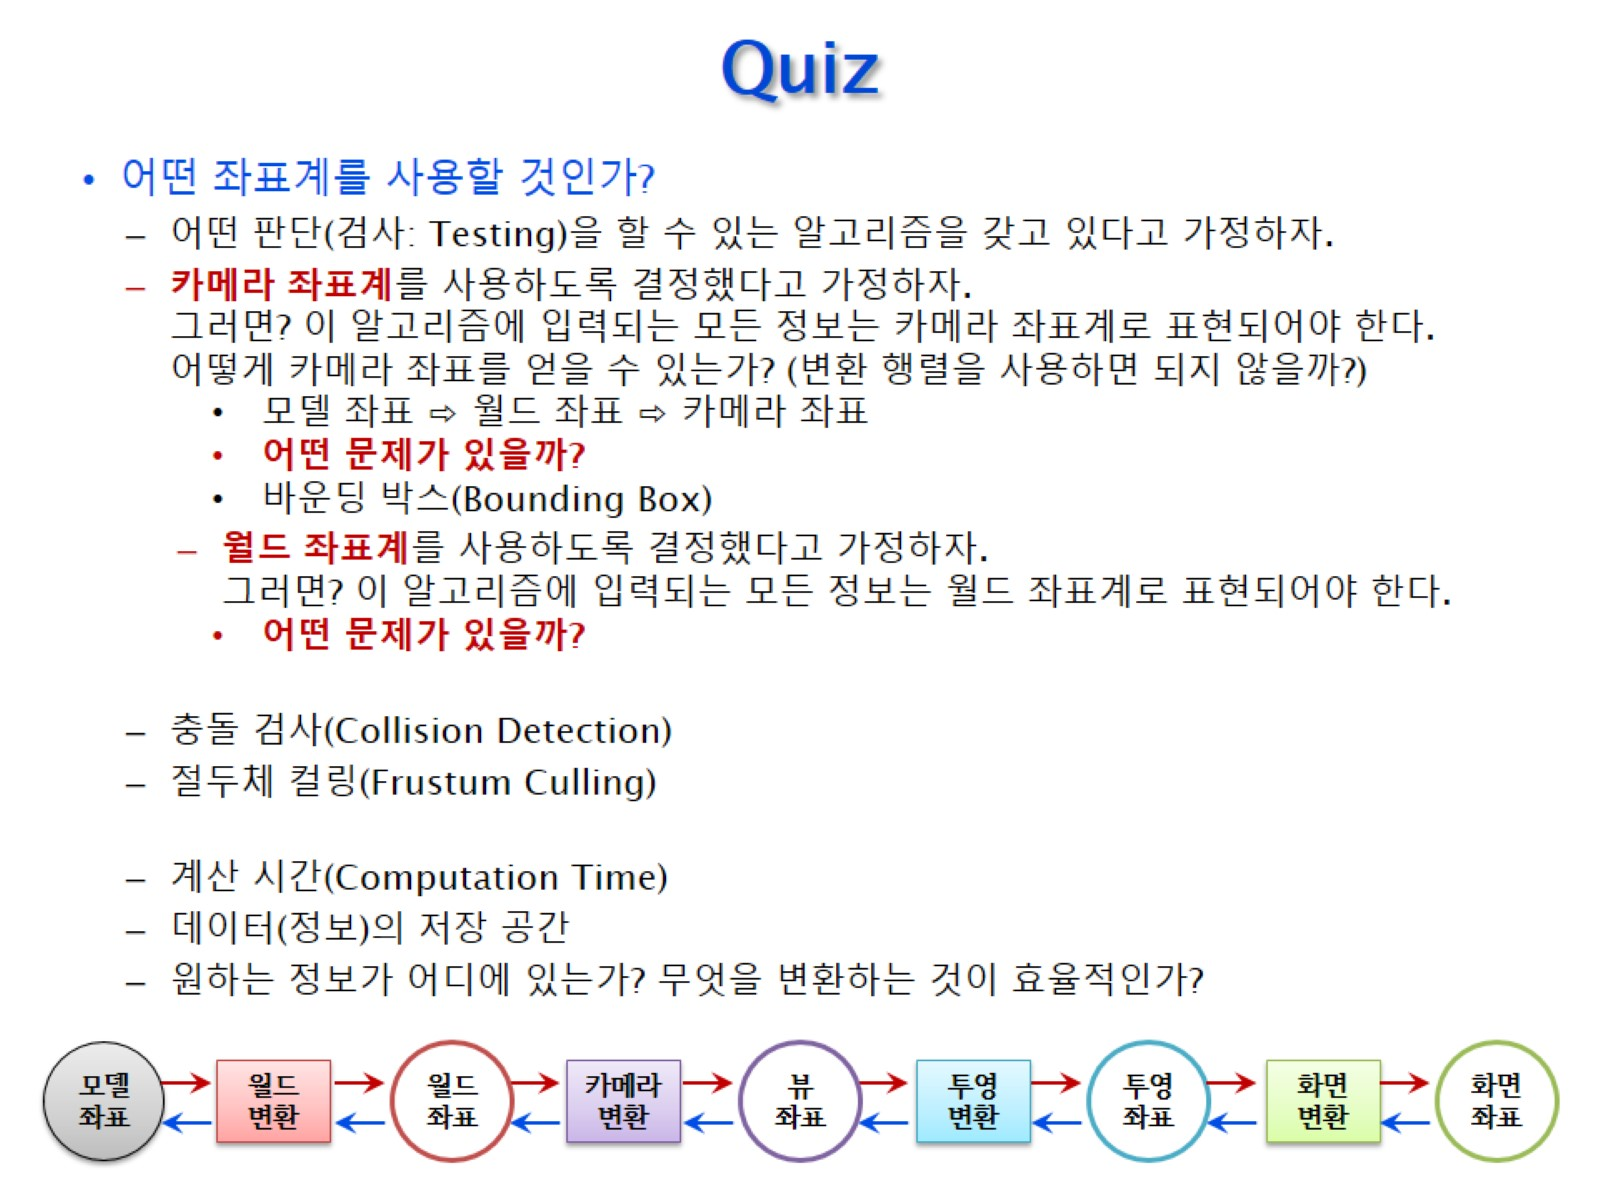 Quiz
• 어떤 좌표계를 사용할 것인가?
– 어떤 판단(검사: Testing)을 할 수 있는 알고리즘을 갖고 있다고 가정하자.
– 카메라 좌표계를 사용하도록 결정했다고 가정하자.
그러면? 이 알고리즘에 입력되는 모든 정보는 카메라 좌표계로 표현되어야 한다.
어떻게 카메라 좌표를 얻을 수 있는가? (변환 행렬을 사용하면 되지 않을까?)
• 모델 좌표 ⇨ 월드 좌표 ⇨ 카메라 좌표
• 어떤 문제가 있을까?
• 바운딩 박스(Bounding Box)
– 월드 좌표계를 사용하도록 결정했다고 가정하자.
그러면? 이 알고리즘에 입력되는 모든 정보는 월드 좌표계로 표현되어야 한다.
• 어떤 문제가 있을까?
– 충돌 검사(Collision Detection)
– 절두체 컬링(Frustum Culling)
– 계산 시간(Computation Time)
– 데이터(정보)의 저장 공간
– 원하는 정보가 어디에 있는가? 무엇을 변환하는 것이 효율적인가?
모델
좌표
월드
변환
월드
좌표
카메라
변환
뷰
좌표
투영
변환
투영
좌표
화면
변환
화면
좌표